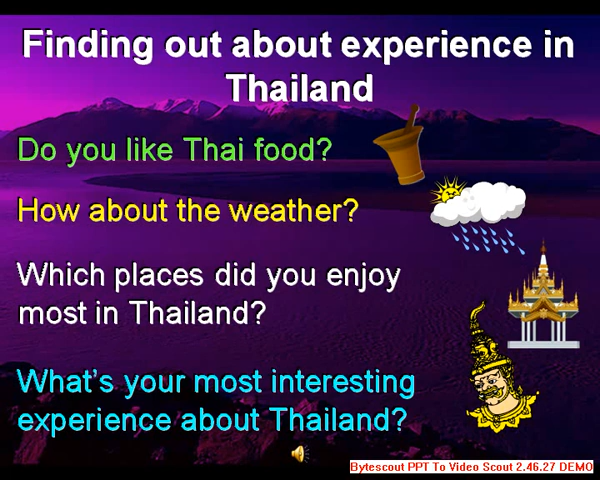 Finding out about experience in
Thailand
Do you like Thai food?
How about the weather?
Which places did you enjoy
most in Thailand?
What's your most interesting
experience about Thailand?
Bytescout PPT To Video Scout 2.46.27 DEMO